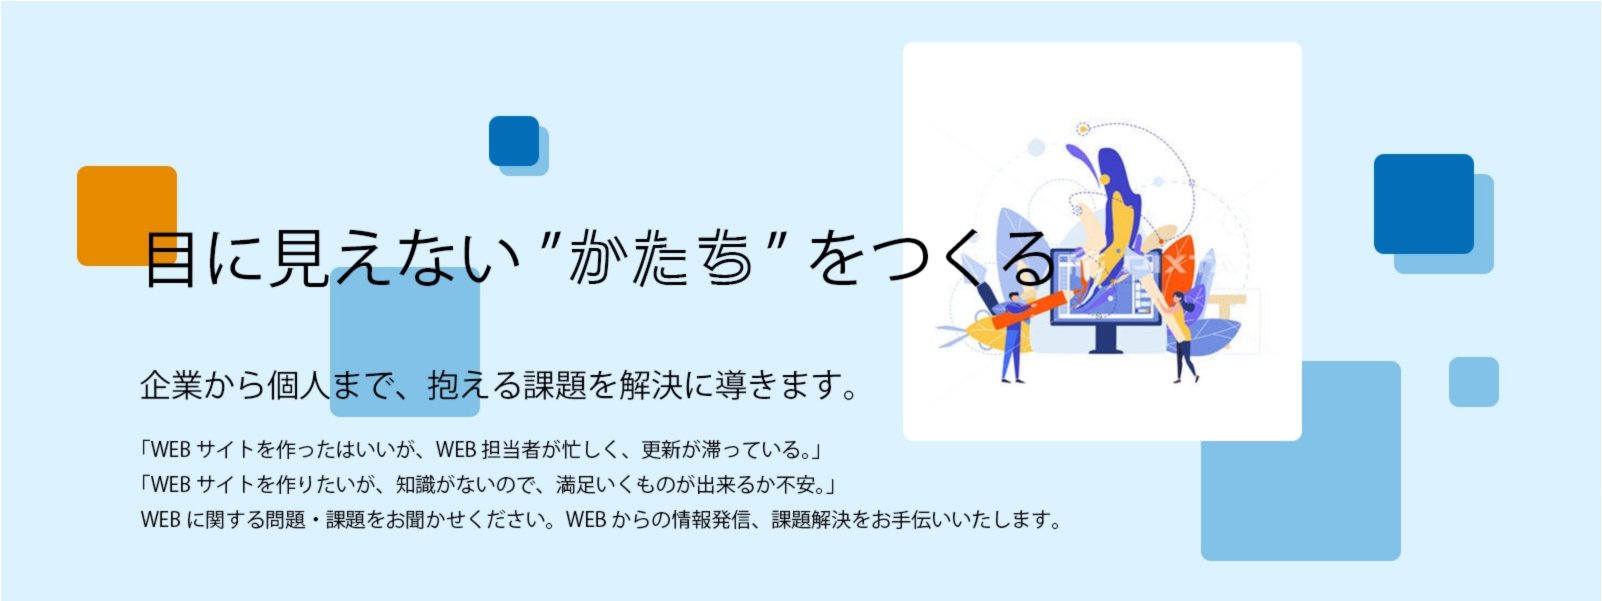 目に見えない”かたち”をつくる
企業から個人まで、抱える課題を解決に導きます。
「WEB サイトを作ったはいいが、WEB 担当者が忙しく、更新が滞っている。」
「WEB サイトを作りたいが、知識がないので、満足いくものが出来るか不安。」
WEB に関する問題・課題をお聞かせください。WEB からの情報発信、課題解決をお手伝いいたします。